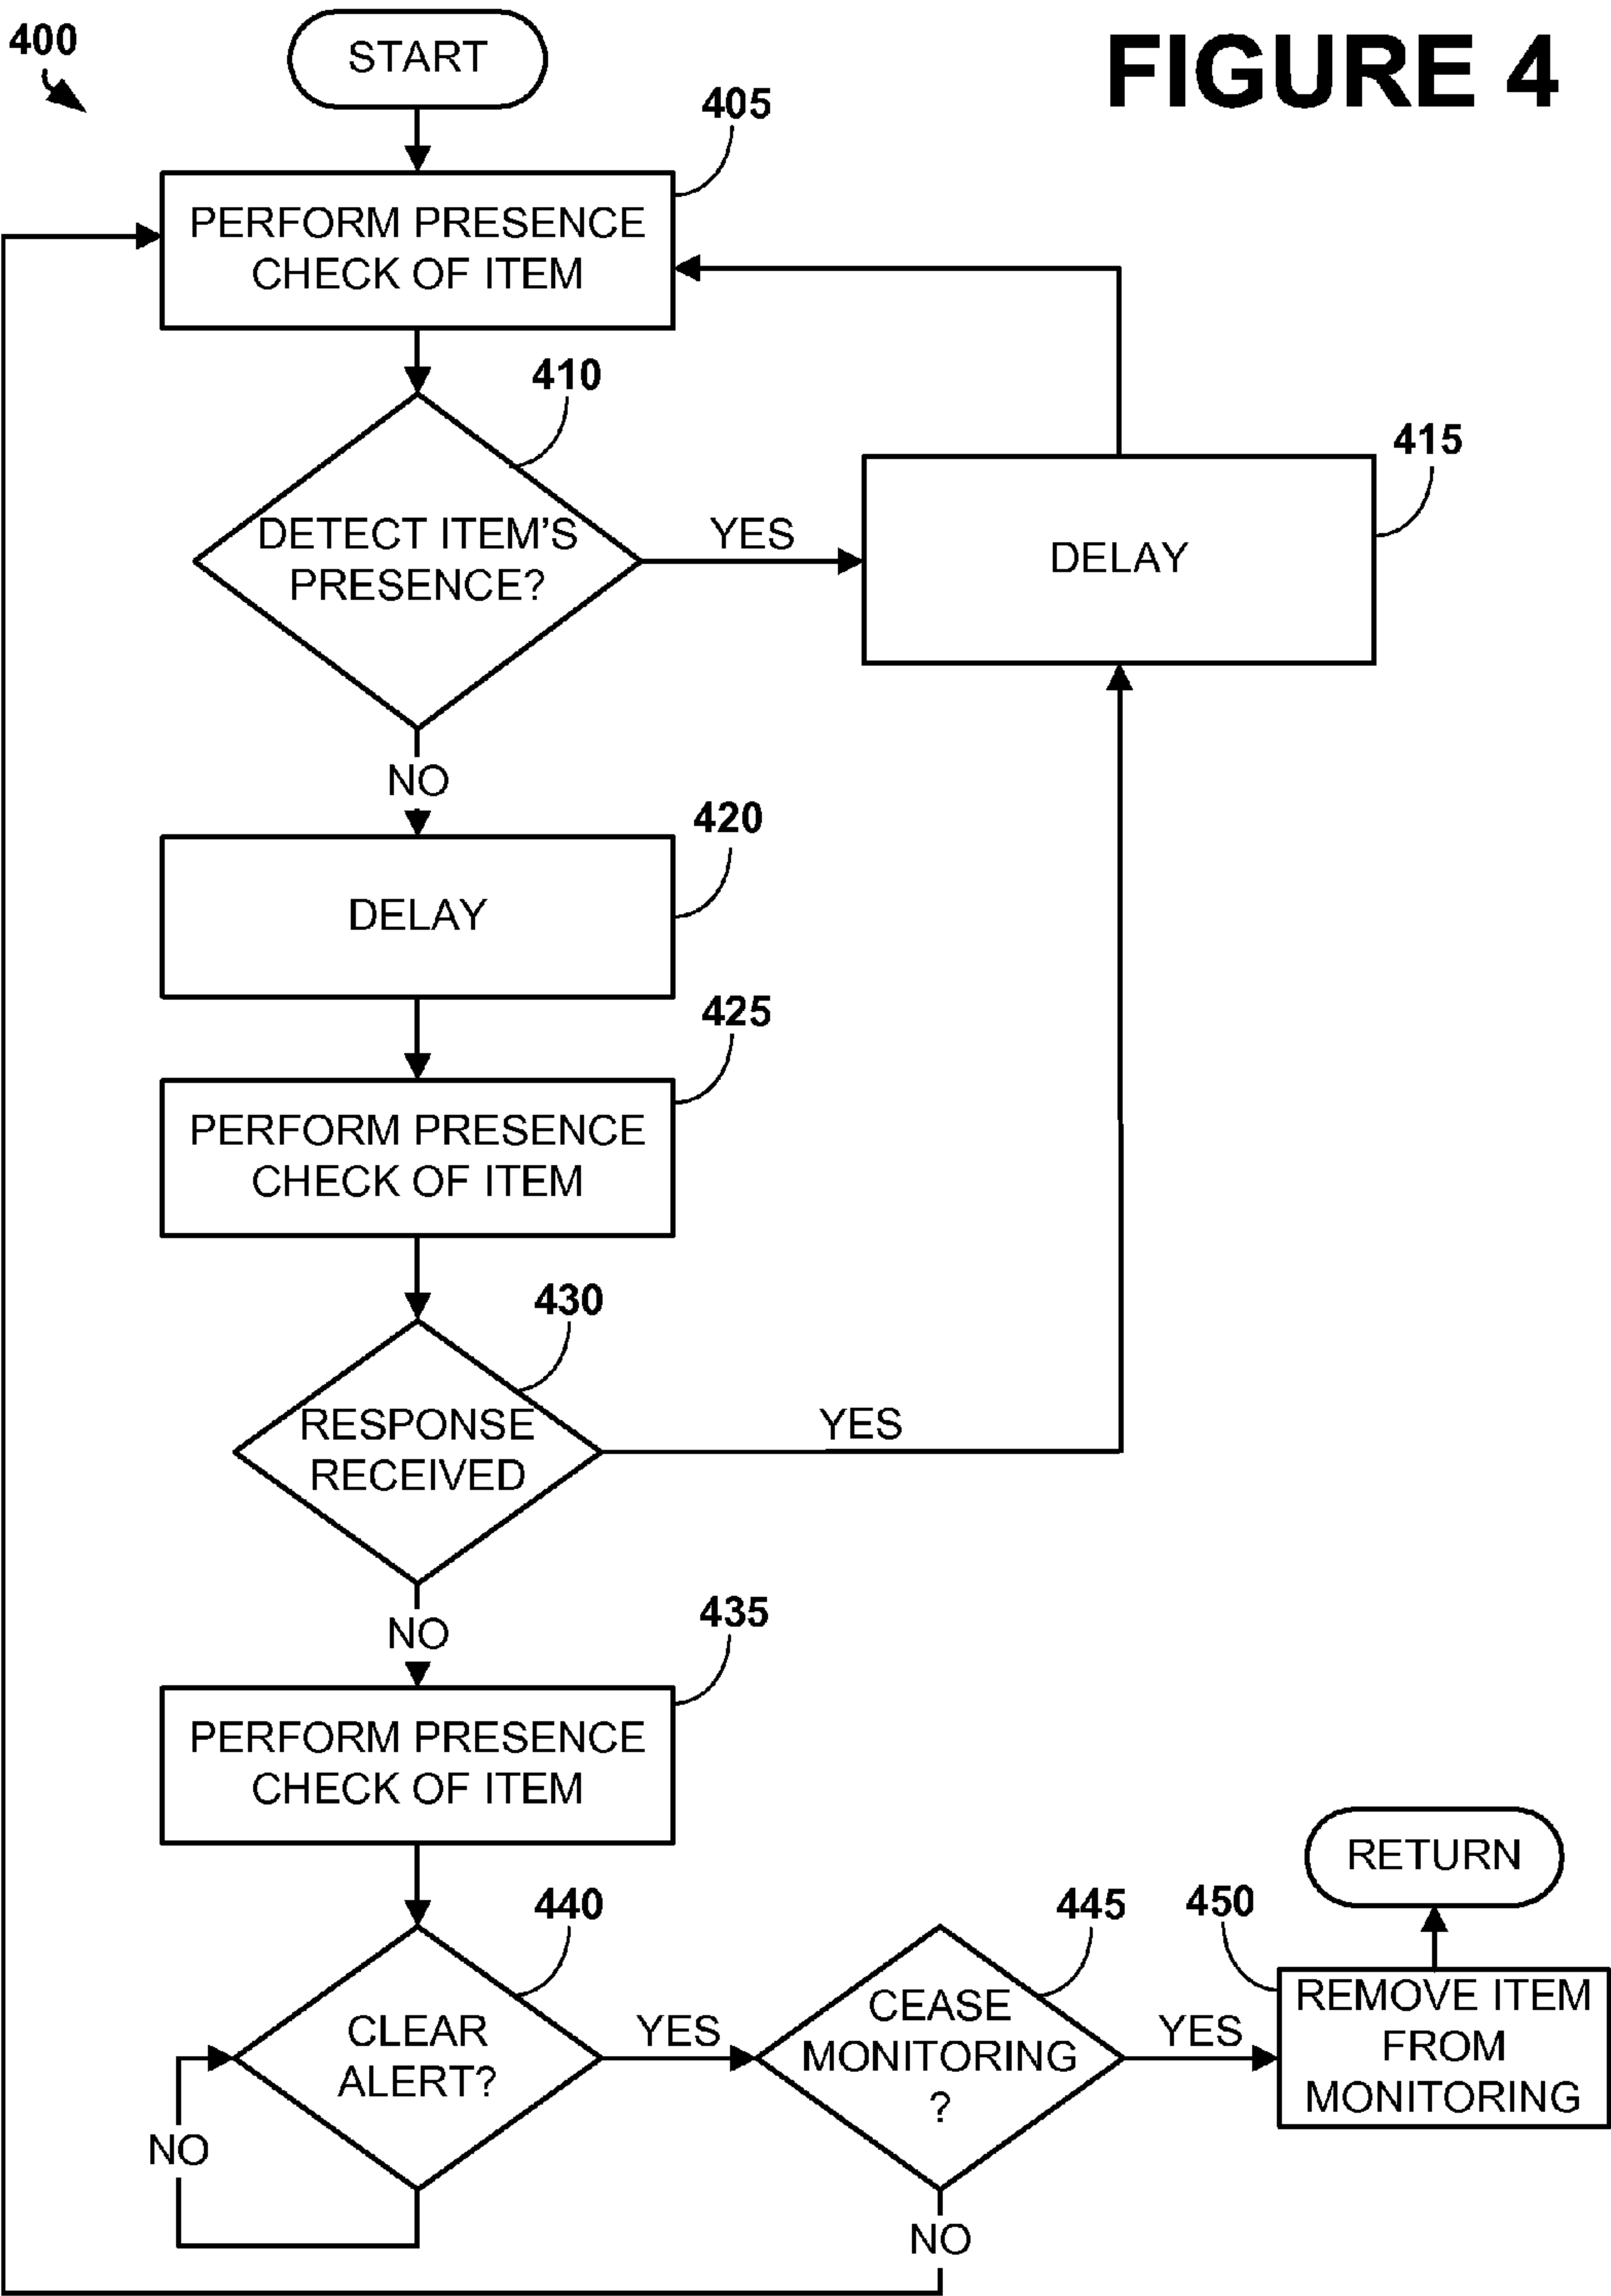 FIGURE 4
400
START
405
PERFORM PRESENCE
CHECK OF ITEM
410
DETECT ITEM'S
PRESENCE?
YES
415
DELAY
NO
420
DELAY
425
PERFORM PRESENCE
CHECK OF ITEM
430
RESPONSE
RECEIVED
YES
NO
435
PERFORM PRESENCE
CHECK OF ITEM
440
CLEAR
ALERT?
NO
YES
445
CEASE
MONITORING
?
NO
YES
450
REMOVE ITEM
FROM
MONITORING
RETURN